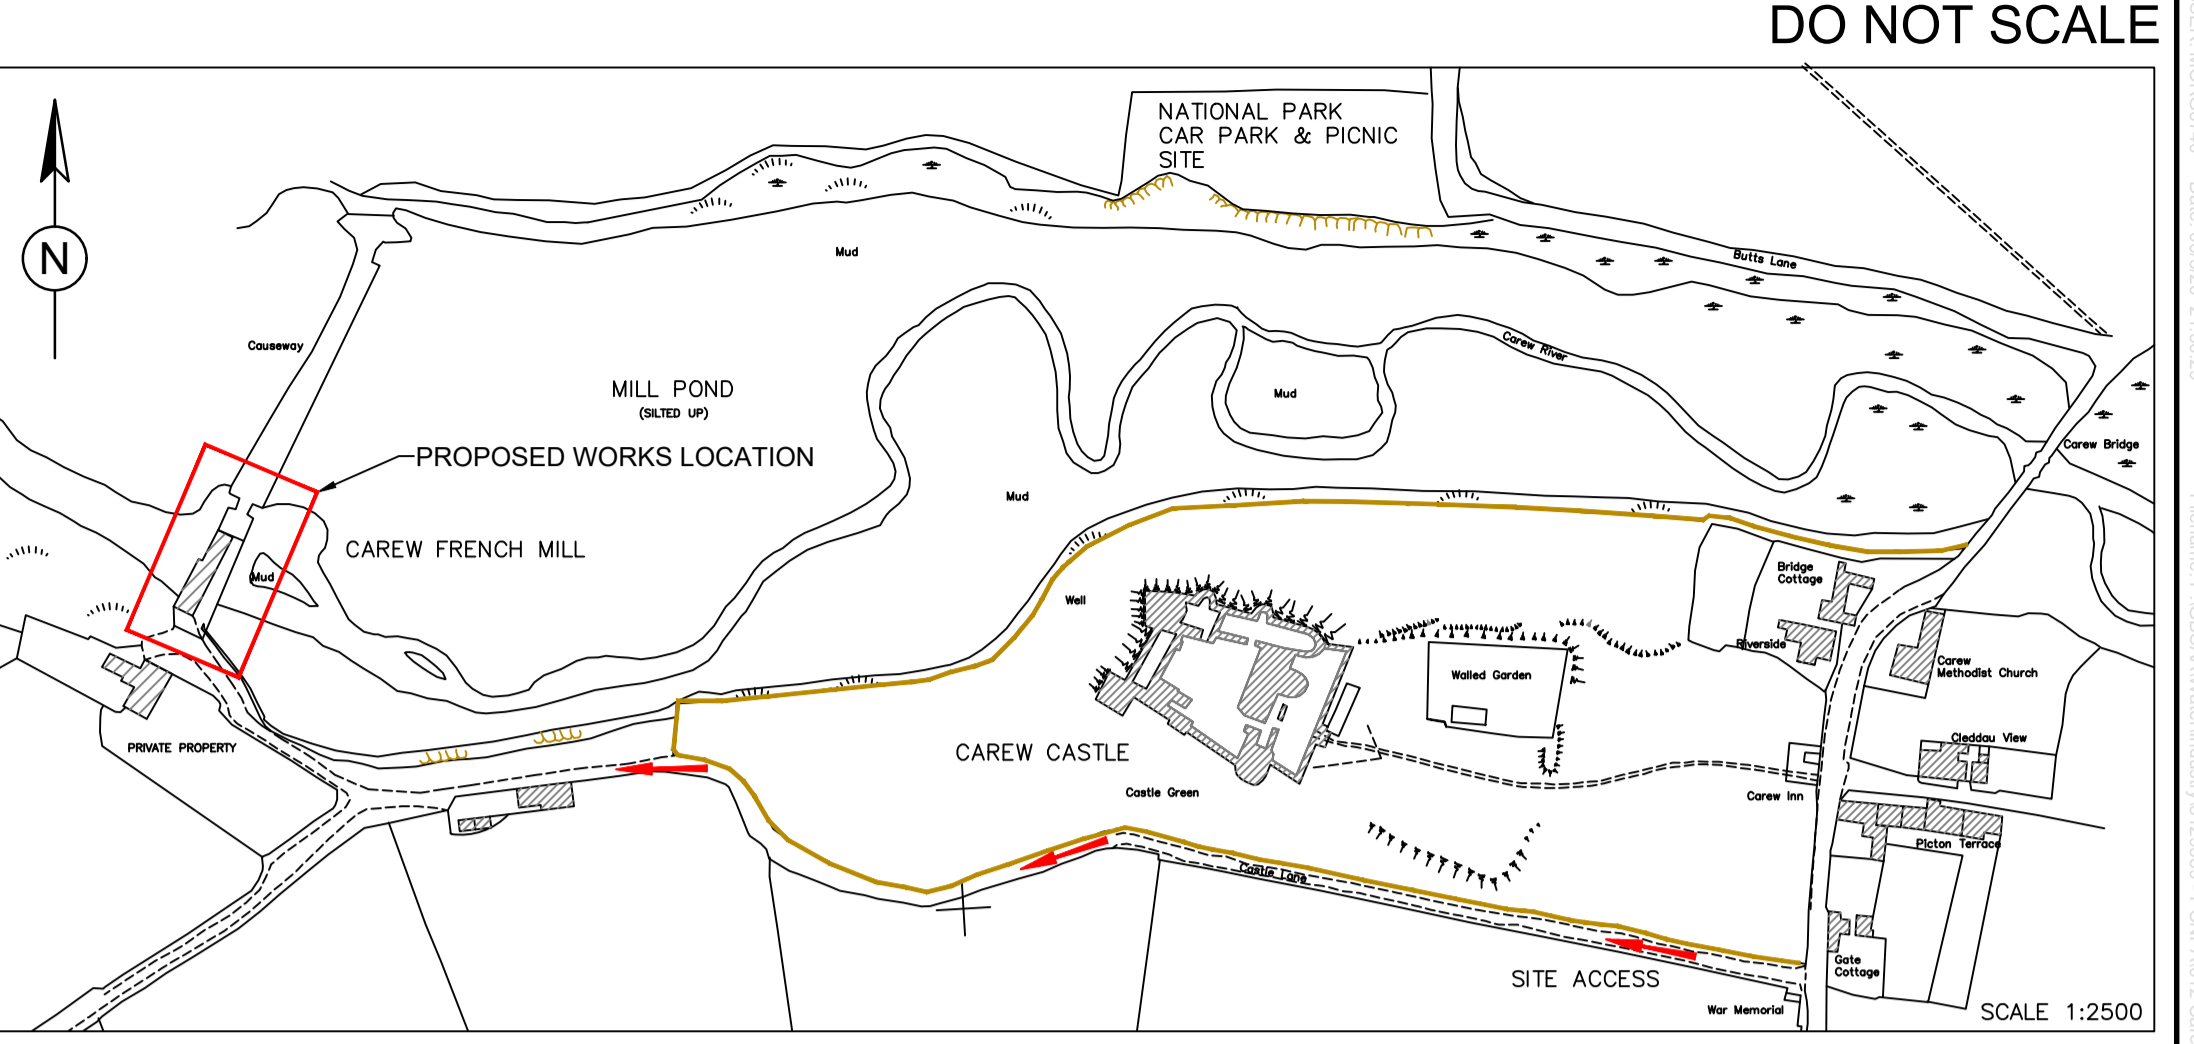 DO NOT SCALE
NATIONAL PARK
CAR PARK & PICNIC
SITE
N
Mud
Butts Lane
Causeway
Carew River
MILL POND
(SILTED UP)
Mud
Carew Bridge
PROPOSED WORKS LOCATION
Mud
CAREW FRENCH MILL
Mud
Bridge
Cottage
Well
Riverside
Carew
Methodist Church
Walled Garden
PRIVATE PROPERTY
CAREW CASTLE
Cleddau View
Castle Green
Carew Inn
Picton Terrace
Castle Lane
Gate
Cottage
SITE ACCESS
War Memorial
SCALE 1:2500